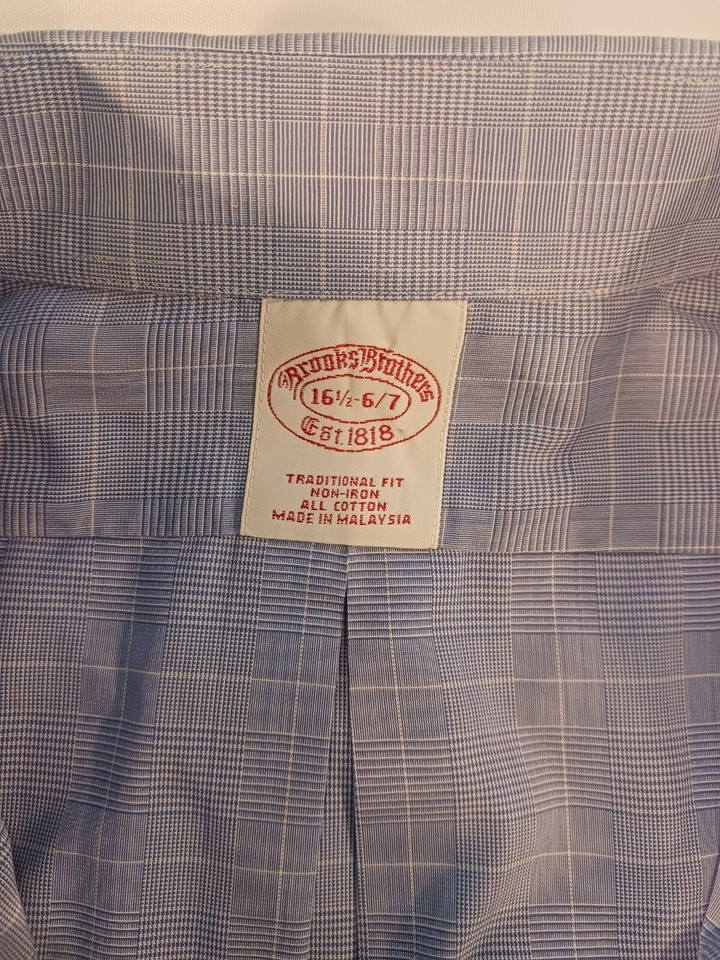 Brooks Brothers
16½-6/7
Est. 1818
TRADITIONAL FIT
NON-IRON
ALL COTTON
MADE IN MALAYSIA